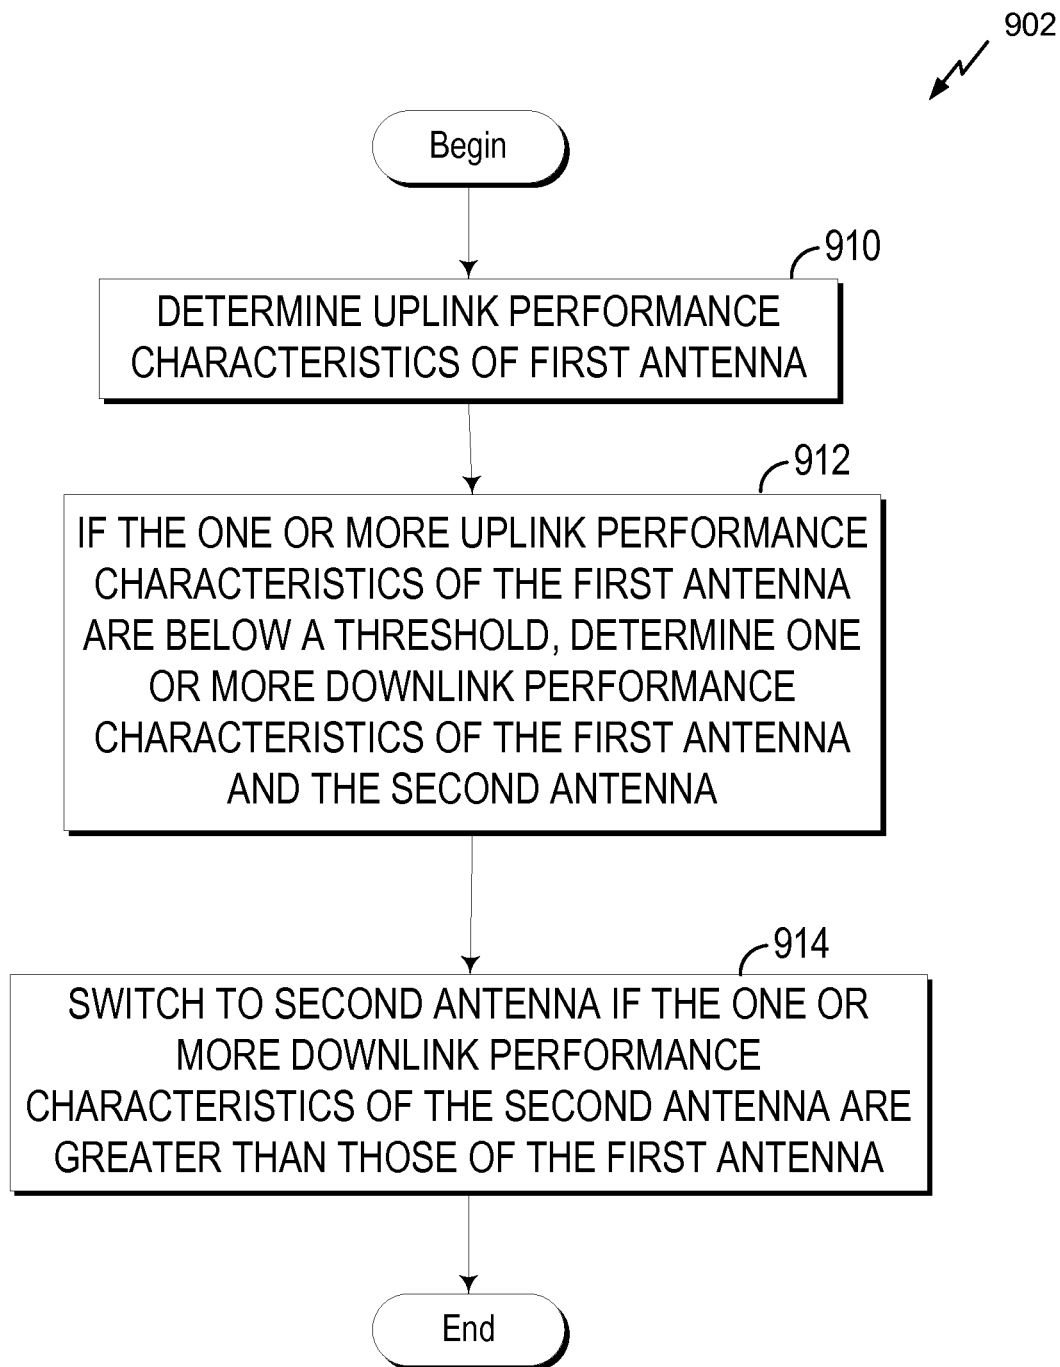 902
Begin
910
DETERMINE UPLINK PERFORMANCE
CHARACTERISTICS OF FIRST ANTENNA
912
IF THE ONE OR MORE UPLINK PERFORMANCE
CHARACTERISTICS OF THE FIRST ANTENNA
ARE BELOW A THRESHOLD, DETERMINE ONE
OR MORE DOWNLINK PERFORMANCE
CHARACTERISTICS OF THE FIRST ANTENNA
AND THE SECOND ANTENNA
914
SWITCH TO SECOND ANTENNA IF THE ONE OR
MORE DOWNLINK PERFORMANCE
CHARACTERISTICS OF THE SECOND ANTENNA ARE
GREATER THAN THOSE OF THE FIRST ANTENNA
End